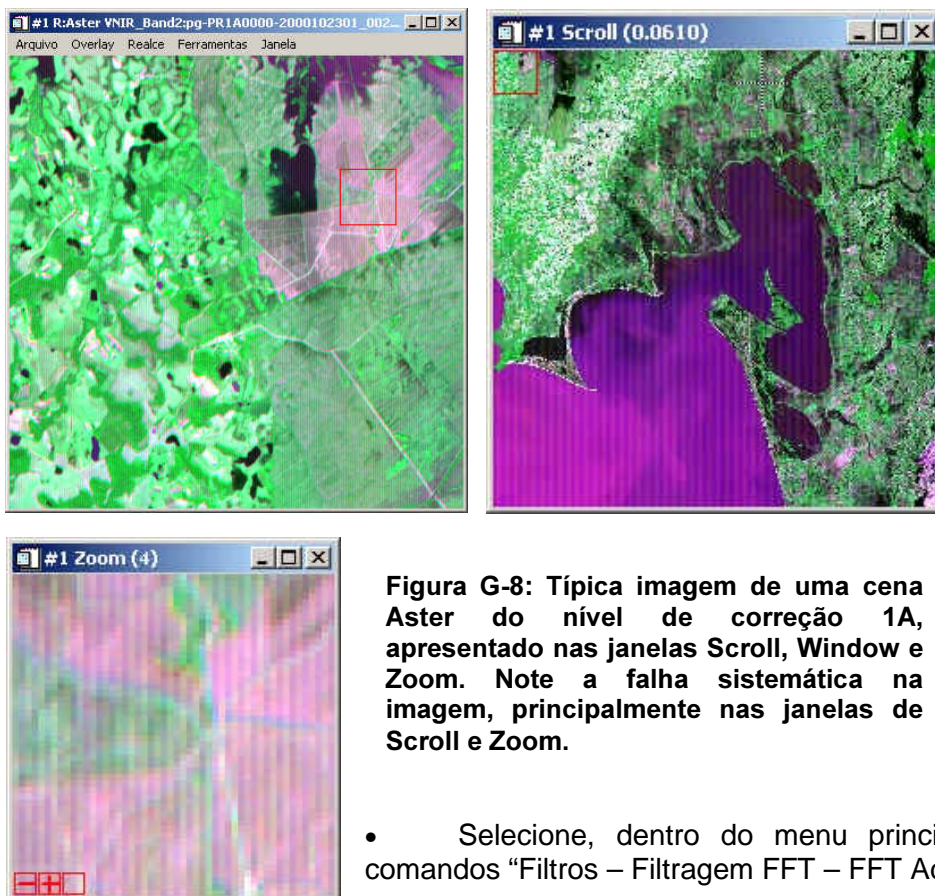 #1 R:Aster VNIR_Band2:pg-PR1A0000-2000102301_002...
Arquivo Overlay Realce Ferramentas Janela
#1 Scroll (0.0610)
#1 Zoom (4)
Figura G-8: Típica imagem de uma cena
Aster do nível de correção 1A,
apresentado nas janelas Scroll, Window e
Zoom. Note a falha sistemática na
imagem, principalmente nas janelas de
Scroll e Zoom.
• Selecione, dentro do menu princi
comandos “Filtros – Filtragem FFT – FFT